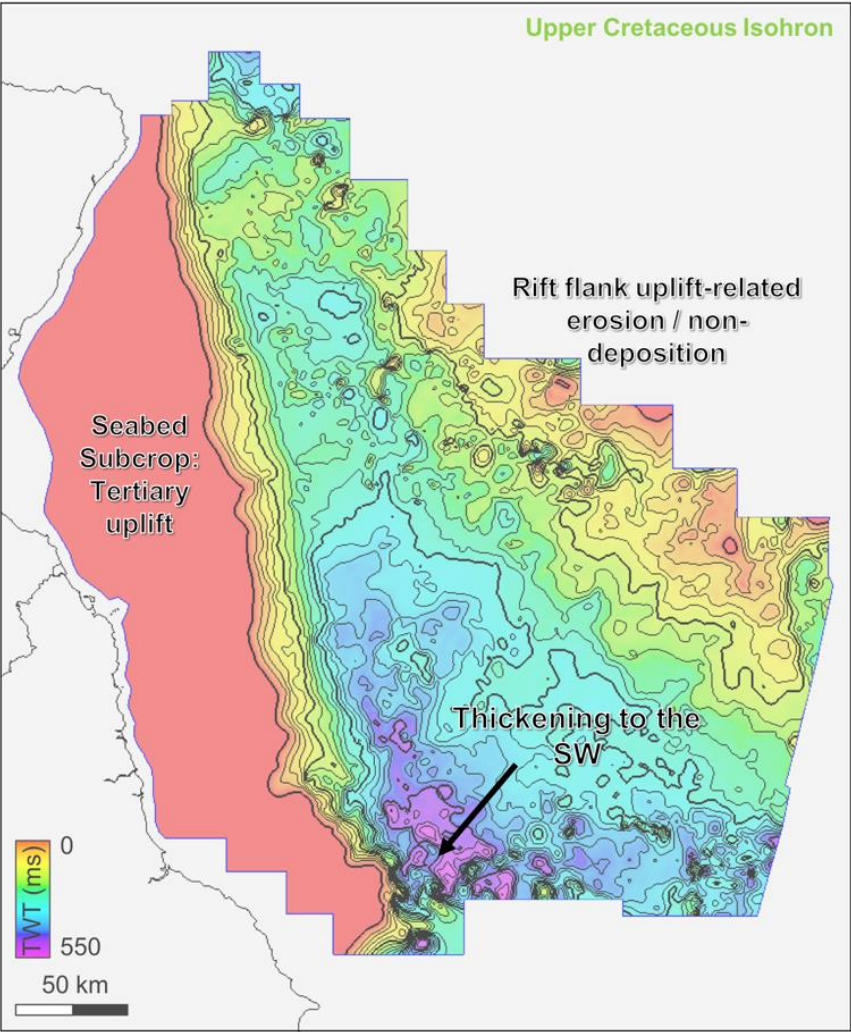 Upper Cretaceous Isohron
Rift flank uplift-related
erosion / non-
deposition
Seabed
Subcrop:
Tertiary
uplift
Thickening to the
SW
TWT (ms)
0
550
50 km